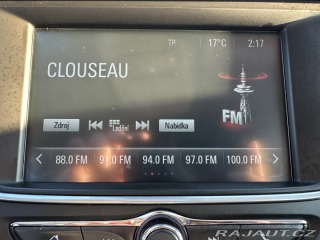 TP 17°C 2:17
CLOUSEAU
FM
Zdroj Ladění Nabídka
88.0 FM 91.0 FM 94.0 FM 97.0 FM 100.0 FM
RAJAUT.CZ